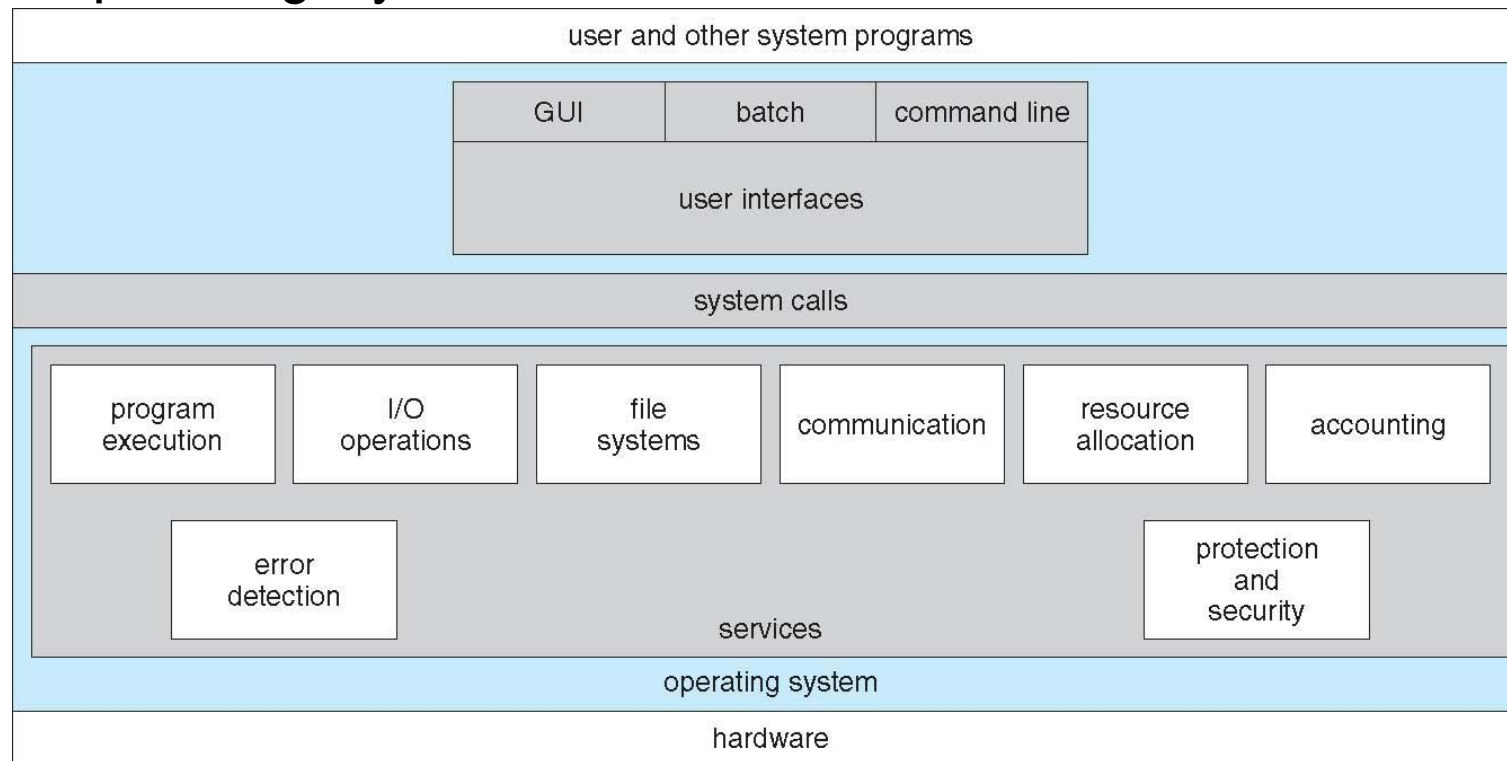 user and other system programs
GUI batch command line
user interfaces
system calls
program
execution
I/O
operations
file
systems
communication
resource
allocation
accounting
error
detection
protection
and
security
services
operating system
hardware